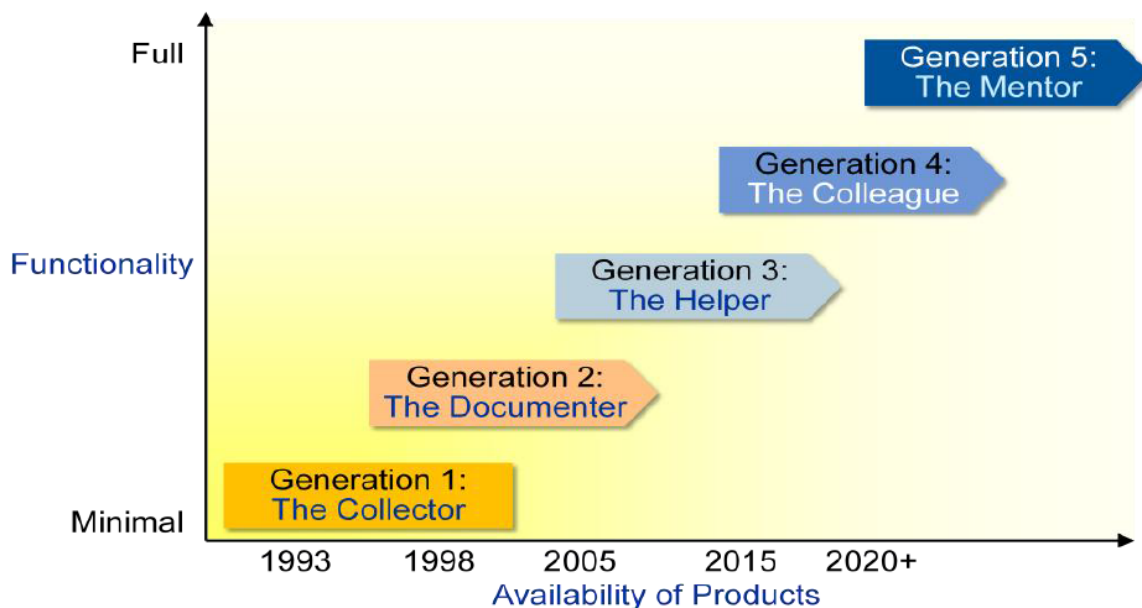 Full
Generation 5:
The Mentor
Generation 4:
The Colleague
Functionality
Generation 3:
The Helper
Generation 2:
The Documenter
Generation 1:
The Collector
Minimal
1993 1998 2005 2015 2020+
Availability of Products